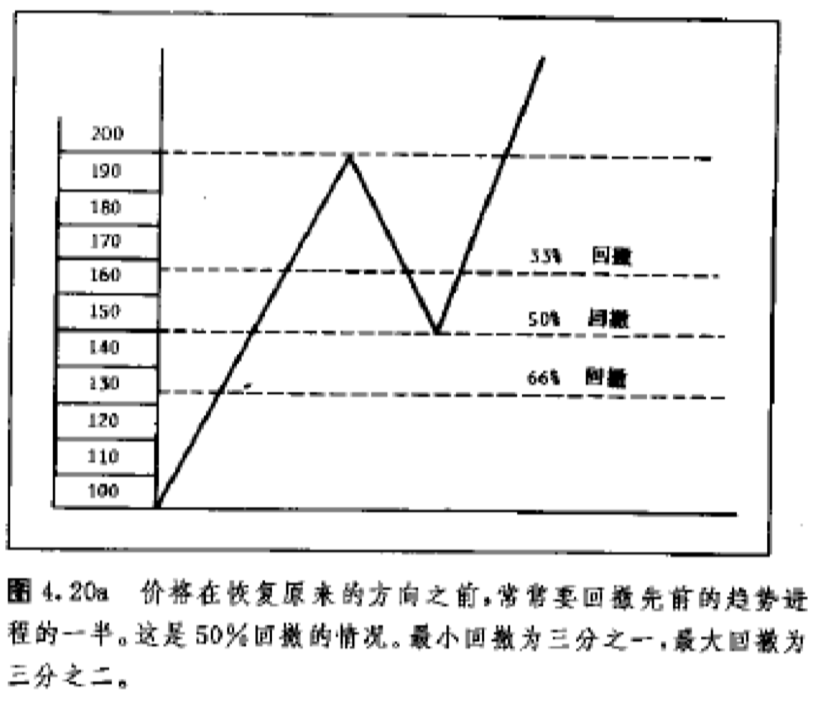 200
190
180
170
160
150
140
130
120
110
100
33% 回撤
50% 回撤
66% 回撤
图 4.20a 价格在恢复原来的方向之前,常常要回撤先前的趋势进
程的一半。这是 50%回撤的情况。最小回撤为三分之一,最大回撤为
三分之二。